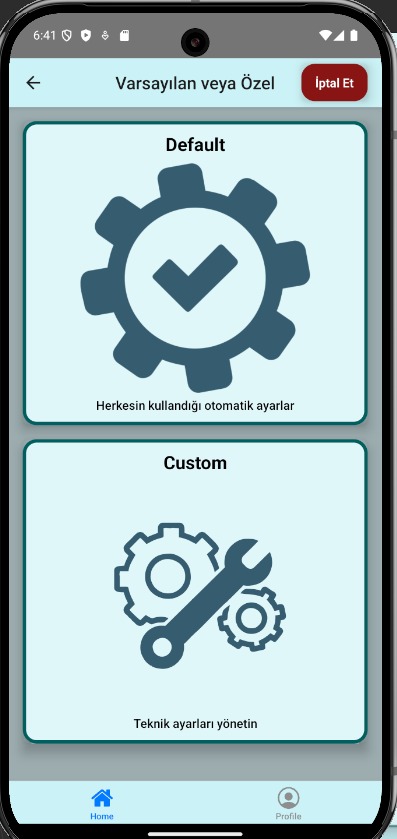 6:41
Varsayılan veya Özel
İptal Et
Default
Herkesin kullandığı otomatik ayarlar
Custom
Teknik ayarları yönetin
Home
Profile